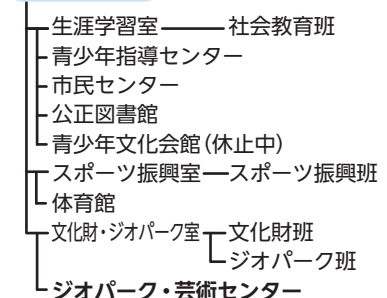 生涯学習室 社会教育班
青少年指導センター
市民センター
公正図書館
青少年文化会館(休止中)
スポーツ振興室 スポーツ振興班
体育館
文化財・ジオパーク室 文化財班
ジオパーク班
ジオパーク・芸術センター